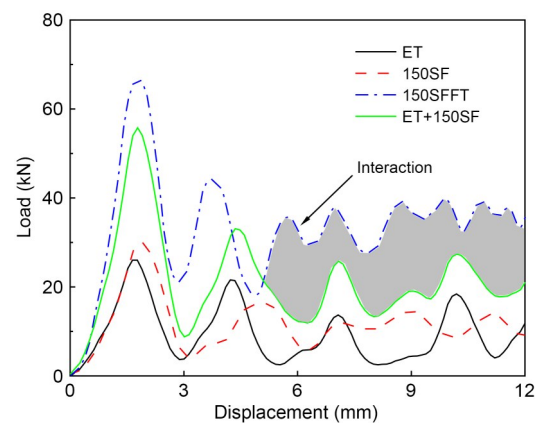 80
60
40
20
0
Load (kN)
ET
150SF
150SFFT
ET+150SF
Interaction
0 3 6 9 12
Displacement (mm)